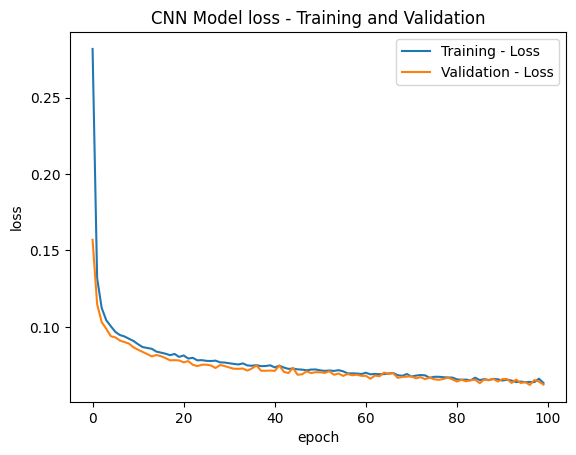 CNN Model loss - Training and Validation
Training - Loss
Validation - Loss
loss
0.25
0.20
0.15
0.10
0 20 40 60 80 100
epoch